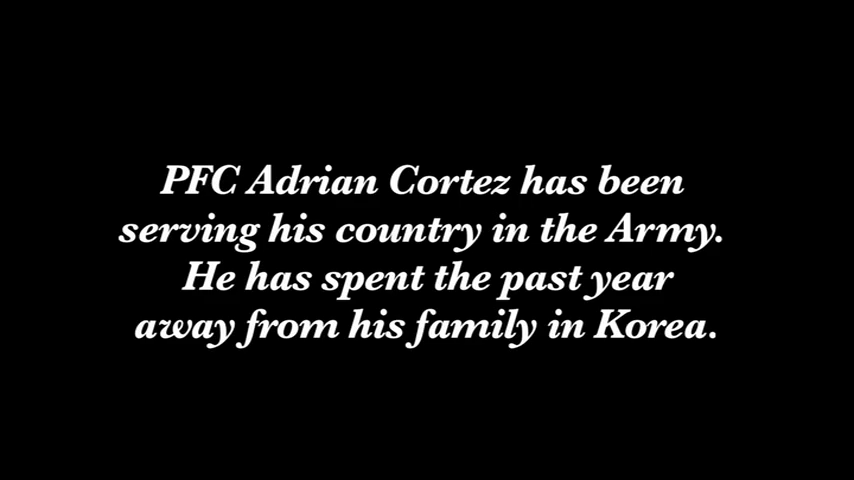 PFC Adrian Cortez has been
serving his country in the Army.
He has spent the past year
away from his family in Korea.